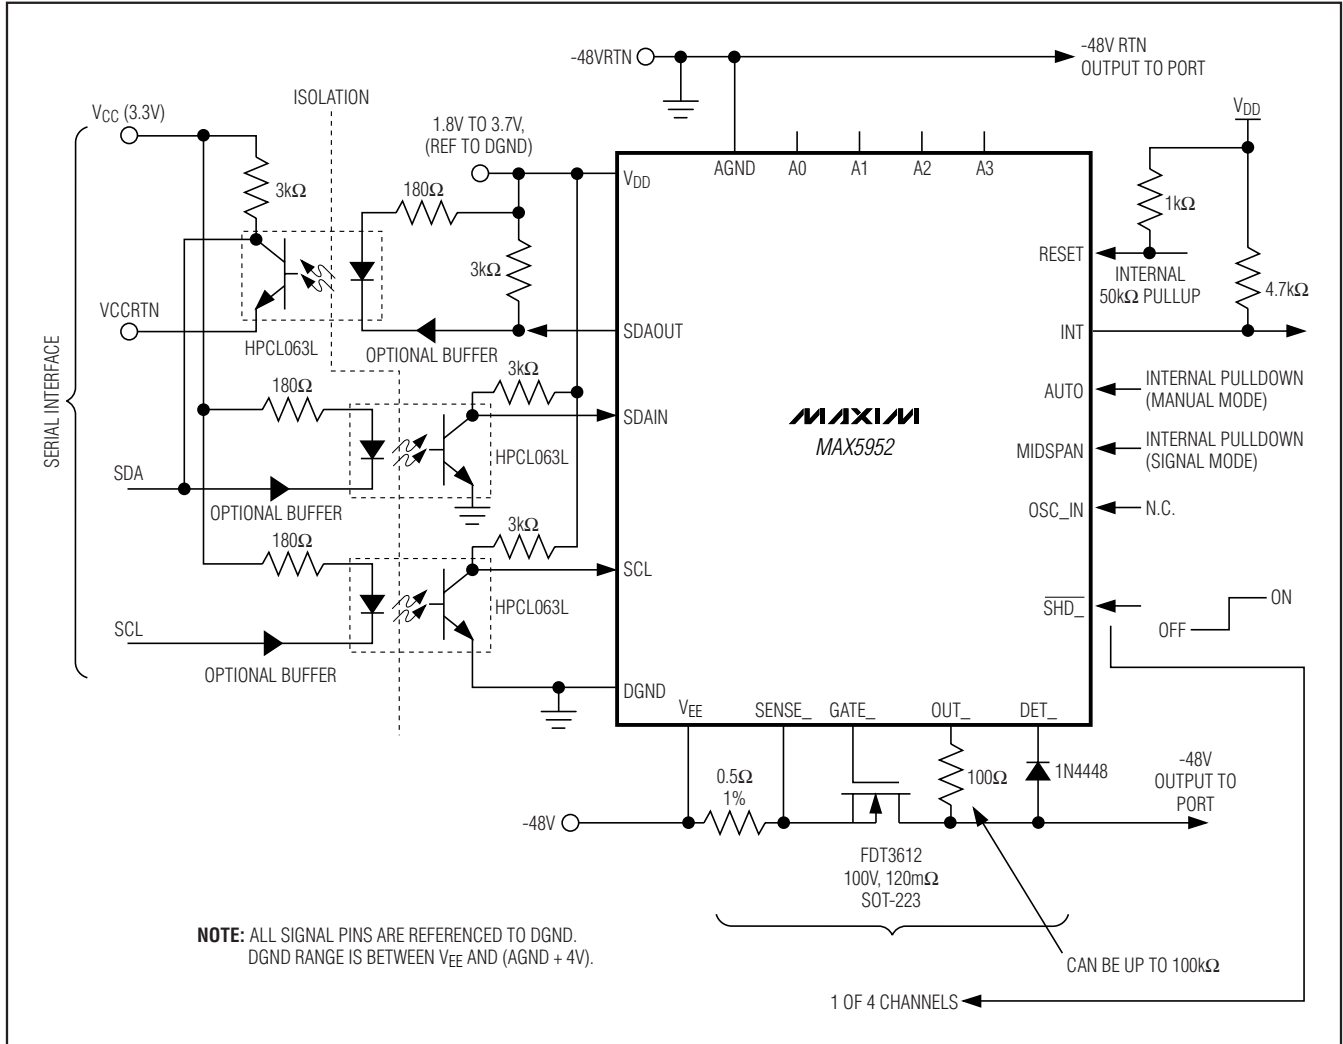 -48VRTN
-48V RTN
OUTPUT TO PORT
ISOLATION
VCC (3.3V)
1.8V TO 3.7V,
(REF TO DGND)
VDD
3kΩ
180Ω
3kΩ
VCCRTN
HPCL063L
OPTIONAL BUFFER
SERIAL INTERFACE
180Ω
3kΩ
HPCL063L
SDA
OPTIONAL BUFFER
180Ω
3kΩ
HPCL063L
SCL
OPTIONAL BUFFER
VDD
SDAOUT
SDAIN
SCL
DGND
AGND
A0
A1
A2
A3
MAXIM
MAX5952
RESET
INT
AUTO
MIDSPAN
OSC_IN
SHD_
VEE
SENSE_
GATE_
OUT_
DET_
1kΩ
INTERNAL
50kΩ PULLUP
4.7kΩ
INTERNAL PULLDOWN
(MANUAL MODE)
INTERNAL PULLDOWN
(SIGNAL MODE)
N.C.
ON
OFF
-48V
0.5Ω
1%
100Ω
1N4448
-48V
OUTPUT TO
PORT
FDT3612
100V, 120mΩ
SOT-223
NOTE: ALL SIGNAL PINS ARE REFERENCED TO DGND.
DGND RANGE IS BETWEEN VEE AND (AGND + 4V).
CAN BE UP TO 100kΩ
1 OF 4 CHANNELS